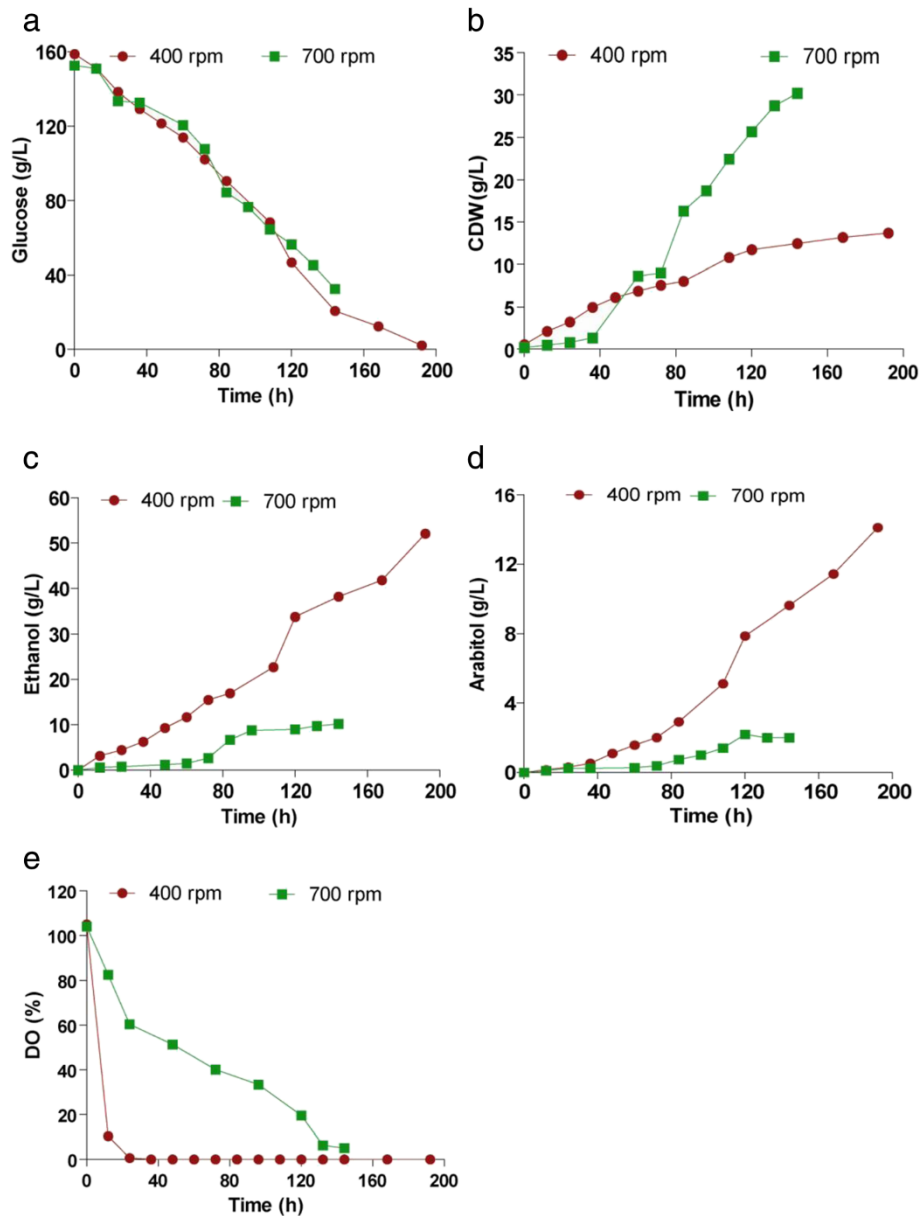 a
400 rpm 700 rpm
160
120
80
40
0
Glucose (g/L)
0 40 80 120 160 200
Time (h)
b
400 rpm 700 rpm
35
30
25
20
15
10
5
0
CDW(g/L)
0 40 80 120 160 200
Time (h)
c
400 rpm 700 rpm
60
50
40
30
20
10
0
Ethanol (g/L)
0 40 80 120 160 200
Time (h)
d
400 rpm 700 rpm
16
12
8
4
0
Arabitol (g/L)
0 40 80 120 160 200
Time (h)
e
400 rpm 700 rpm
120
100
80
60
40
20
0
DO (%)
0 40 80 120 160 200
Time (h)